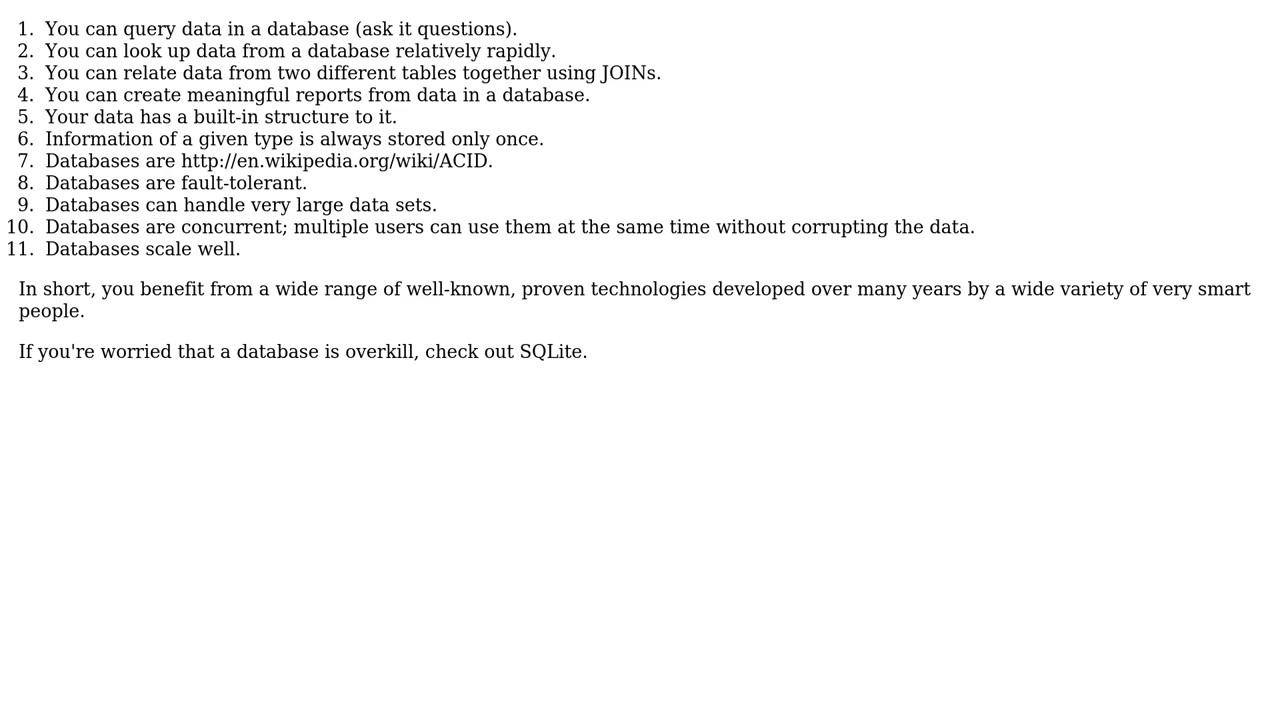 1. You can query data in a database (ask it questions).
2. You can look up data from a database relatively rapidly.
3. You can relate data from two different tables together using JOINs.
4. You can create meaningful reports from data in a database.
5. Your data has a built-in structure to it.
6. Information of a given type is always stored only once.
7. Databases are http://en.wikipedia.org/wiki/ACID.
8. Databases are fault-tolerant.
9. Databases can handle very large data sets.
10. Databases are concurrent; multiple users can use them at the same time without corrupting the data.
11. Databases scale well.
In short, you benefit from a wide range of well-known, proven technologies developed over many years by a wide variety of very smart
people.
If you're worried that a database is overkill, check out SQLite.